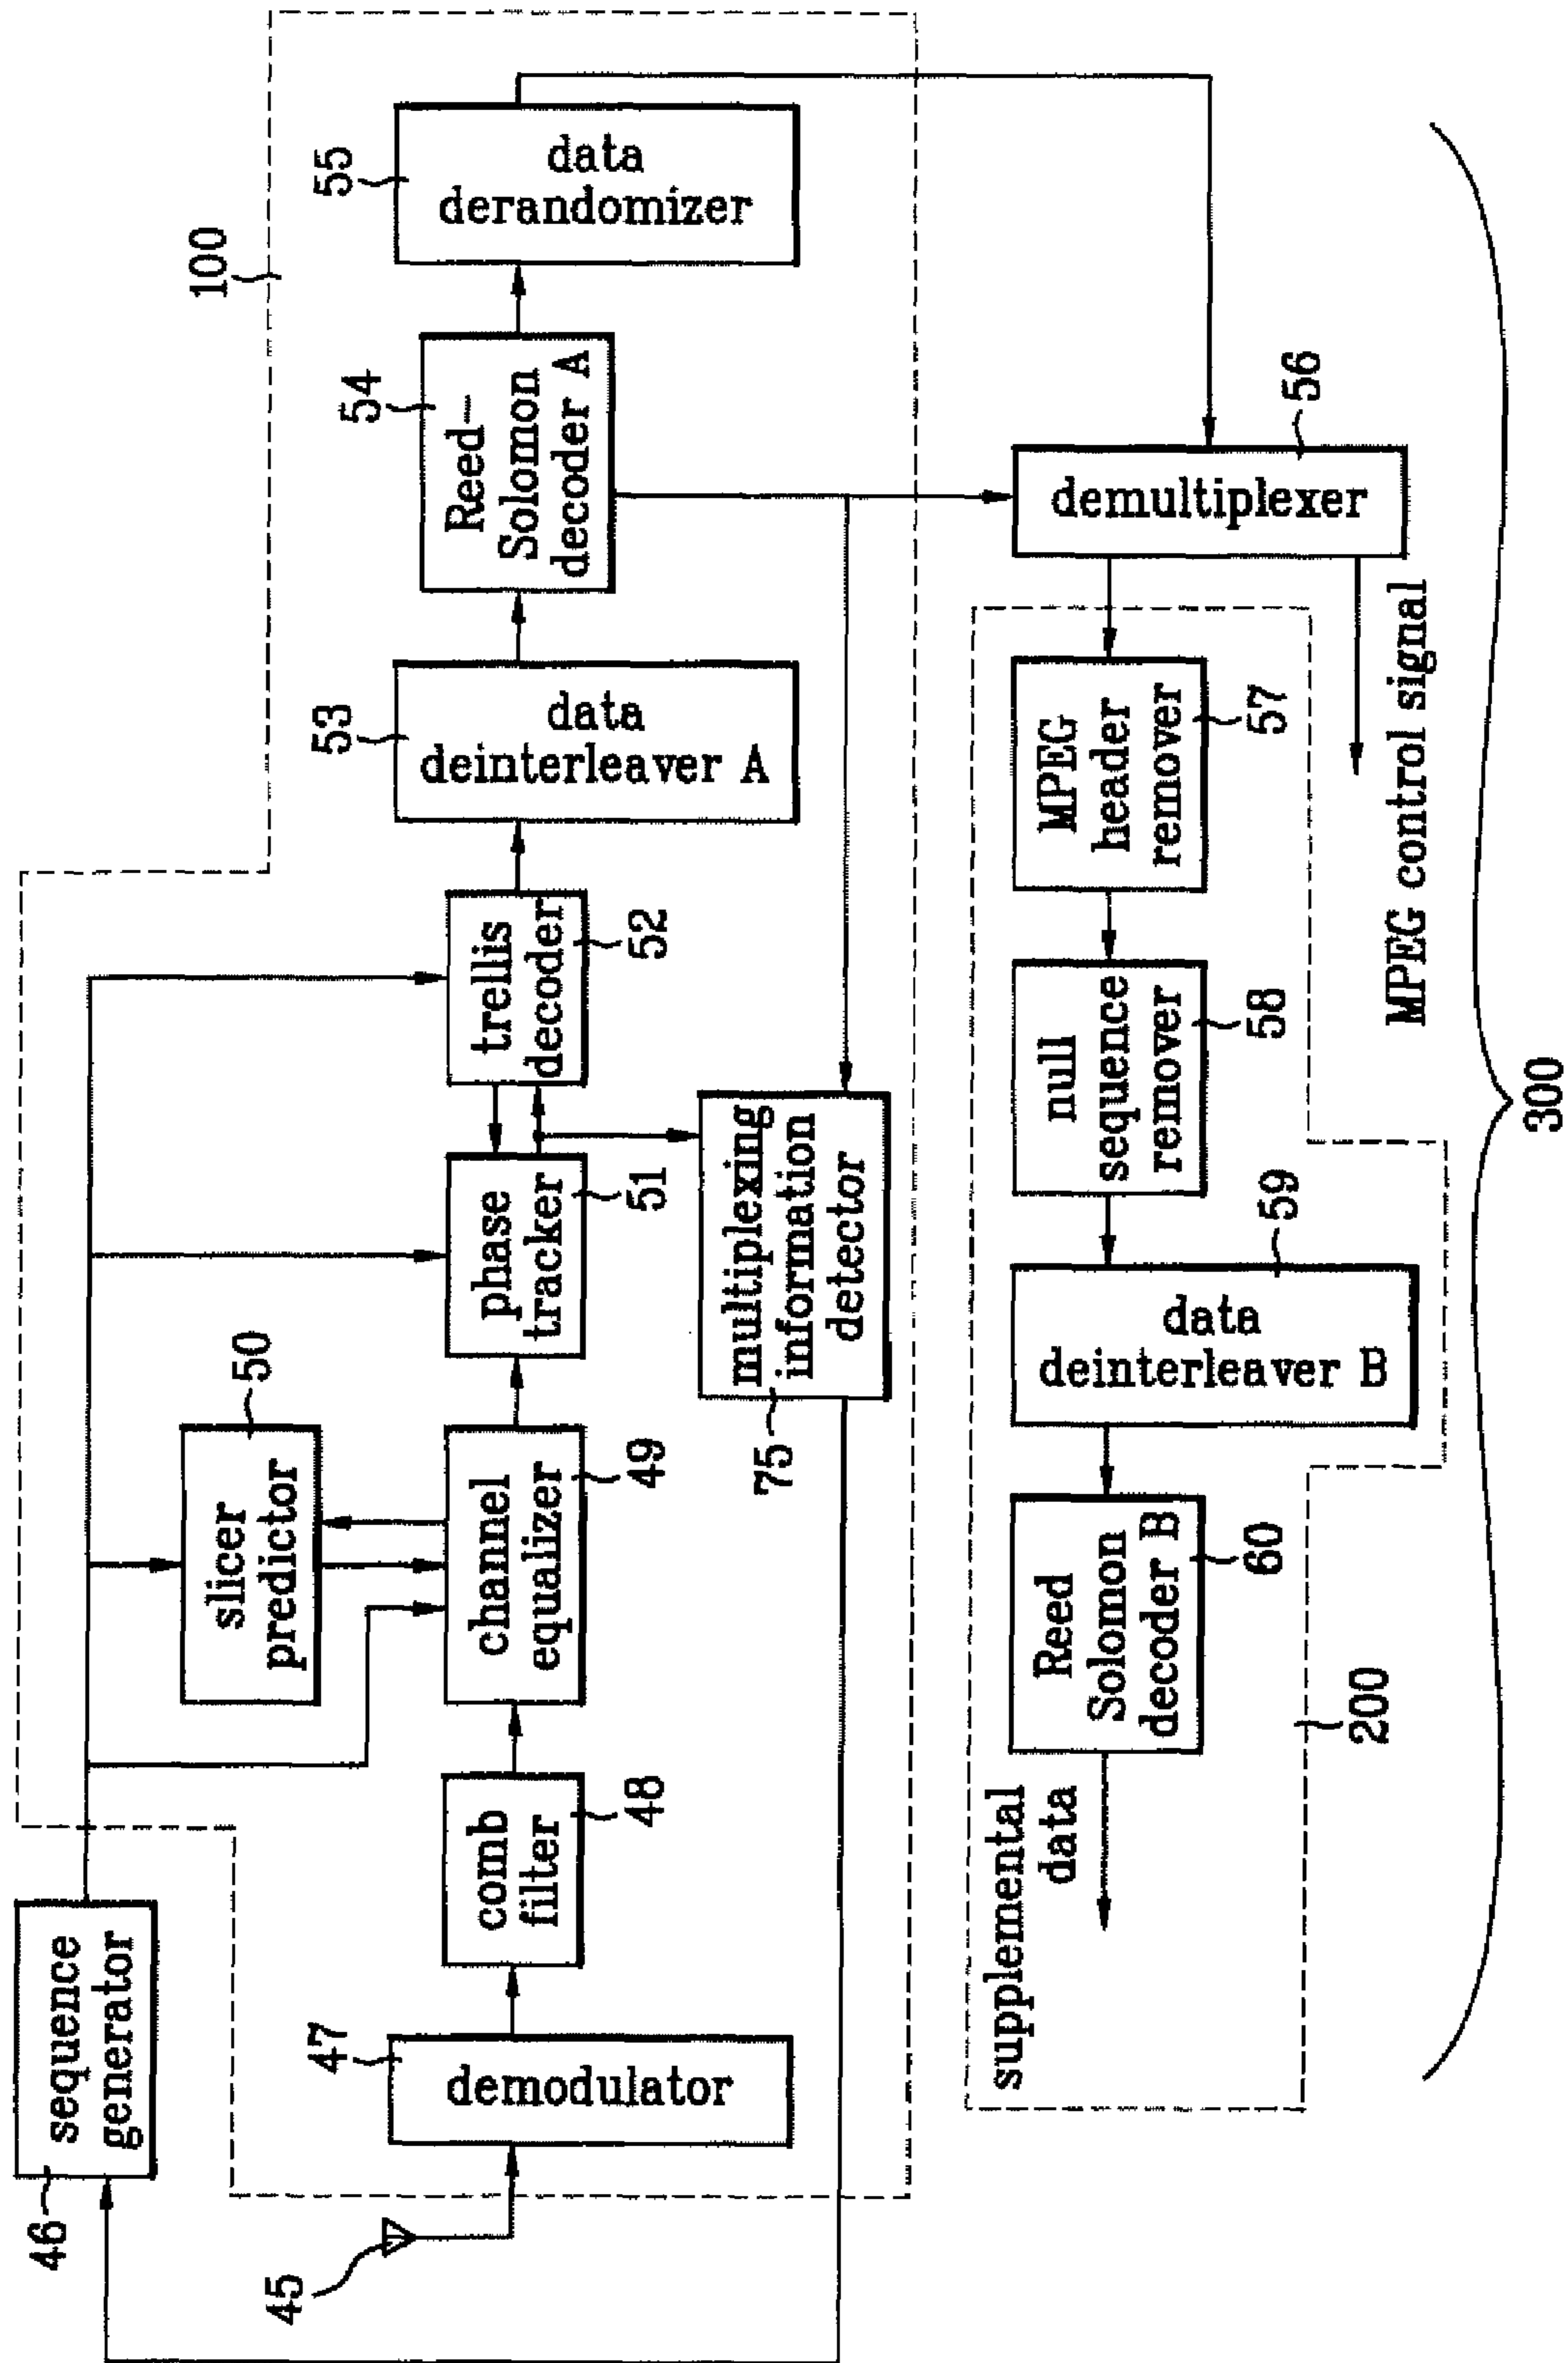 46
sequence
generator
45
47
demodulator
comb
filter
48
50
slicer
predictor
channel
equalizer
49
phase
tracker
51
trellis
decoder
52
53
data
deinterleaver A
54
Reed-
Solomon
decoder A
55
data
derandomizer
100
75
multiplexing
information
detector
demultiplexer
56
MPEG
header
remover
57
null
sequence
remover
58
data
deinterleaver B
59
Reed
Solomon
decoder B
60
supplemental
data
200
MPEG control signal
300